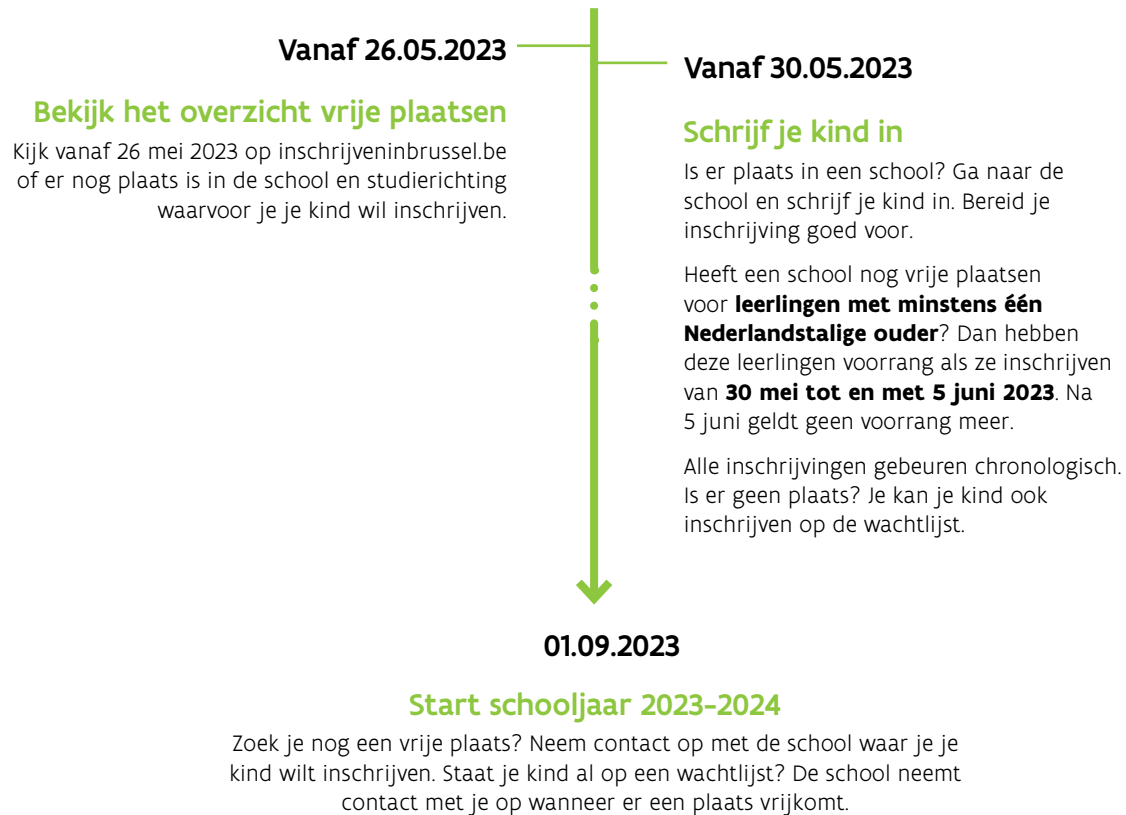 Vanaf 26.05.2023
Bekijk het overzicht vrije plaatsen
Kijk vanaf 26 mei 2023 op inschrijveninbrussel.be
of er nog plaats is in de school en studierichting
waarvoor je je kind wil inschrijven.
Vanaf 30.05.2023
Schrijf je kind in
Is er plaats in een school? Ga naar de
school en schrijf je kind in. Bereid je
inschrijving goed voor.
Heeft een school nog vrije plaatsen
voor leerlingen met minstens één
Nederlandstalige ouder? Dan hebben
deze leerlingen voorrang als ze inschrijven
van 30 mei tot en met 5 juni 2023. Na
5 juni geldt geen voorrang meer.
Alle inschrijvingen gebeuren chronologisch.
Is er geen plaats? Je kan je kind ook
inschrijven op de wachtlijst.
01.09.2023
Start schooljaar 2023-2024
Zoek je nog een vrije plaats? Neem contact op met de school waar je je
kind wilt inschrijven. Staat je kind al op een wachtlijst? De school neemt
contact met je op wanneer er een plaats vrijkomt.